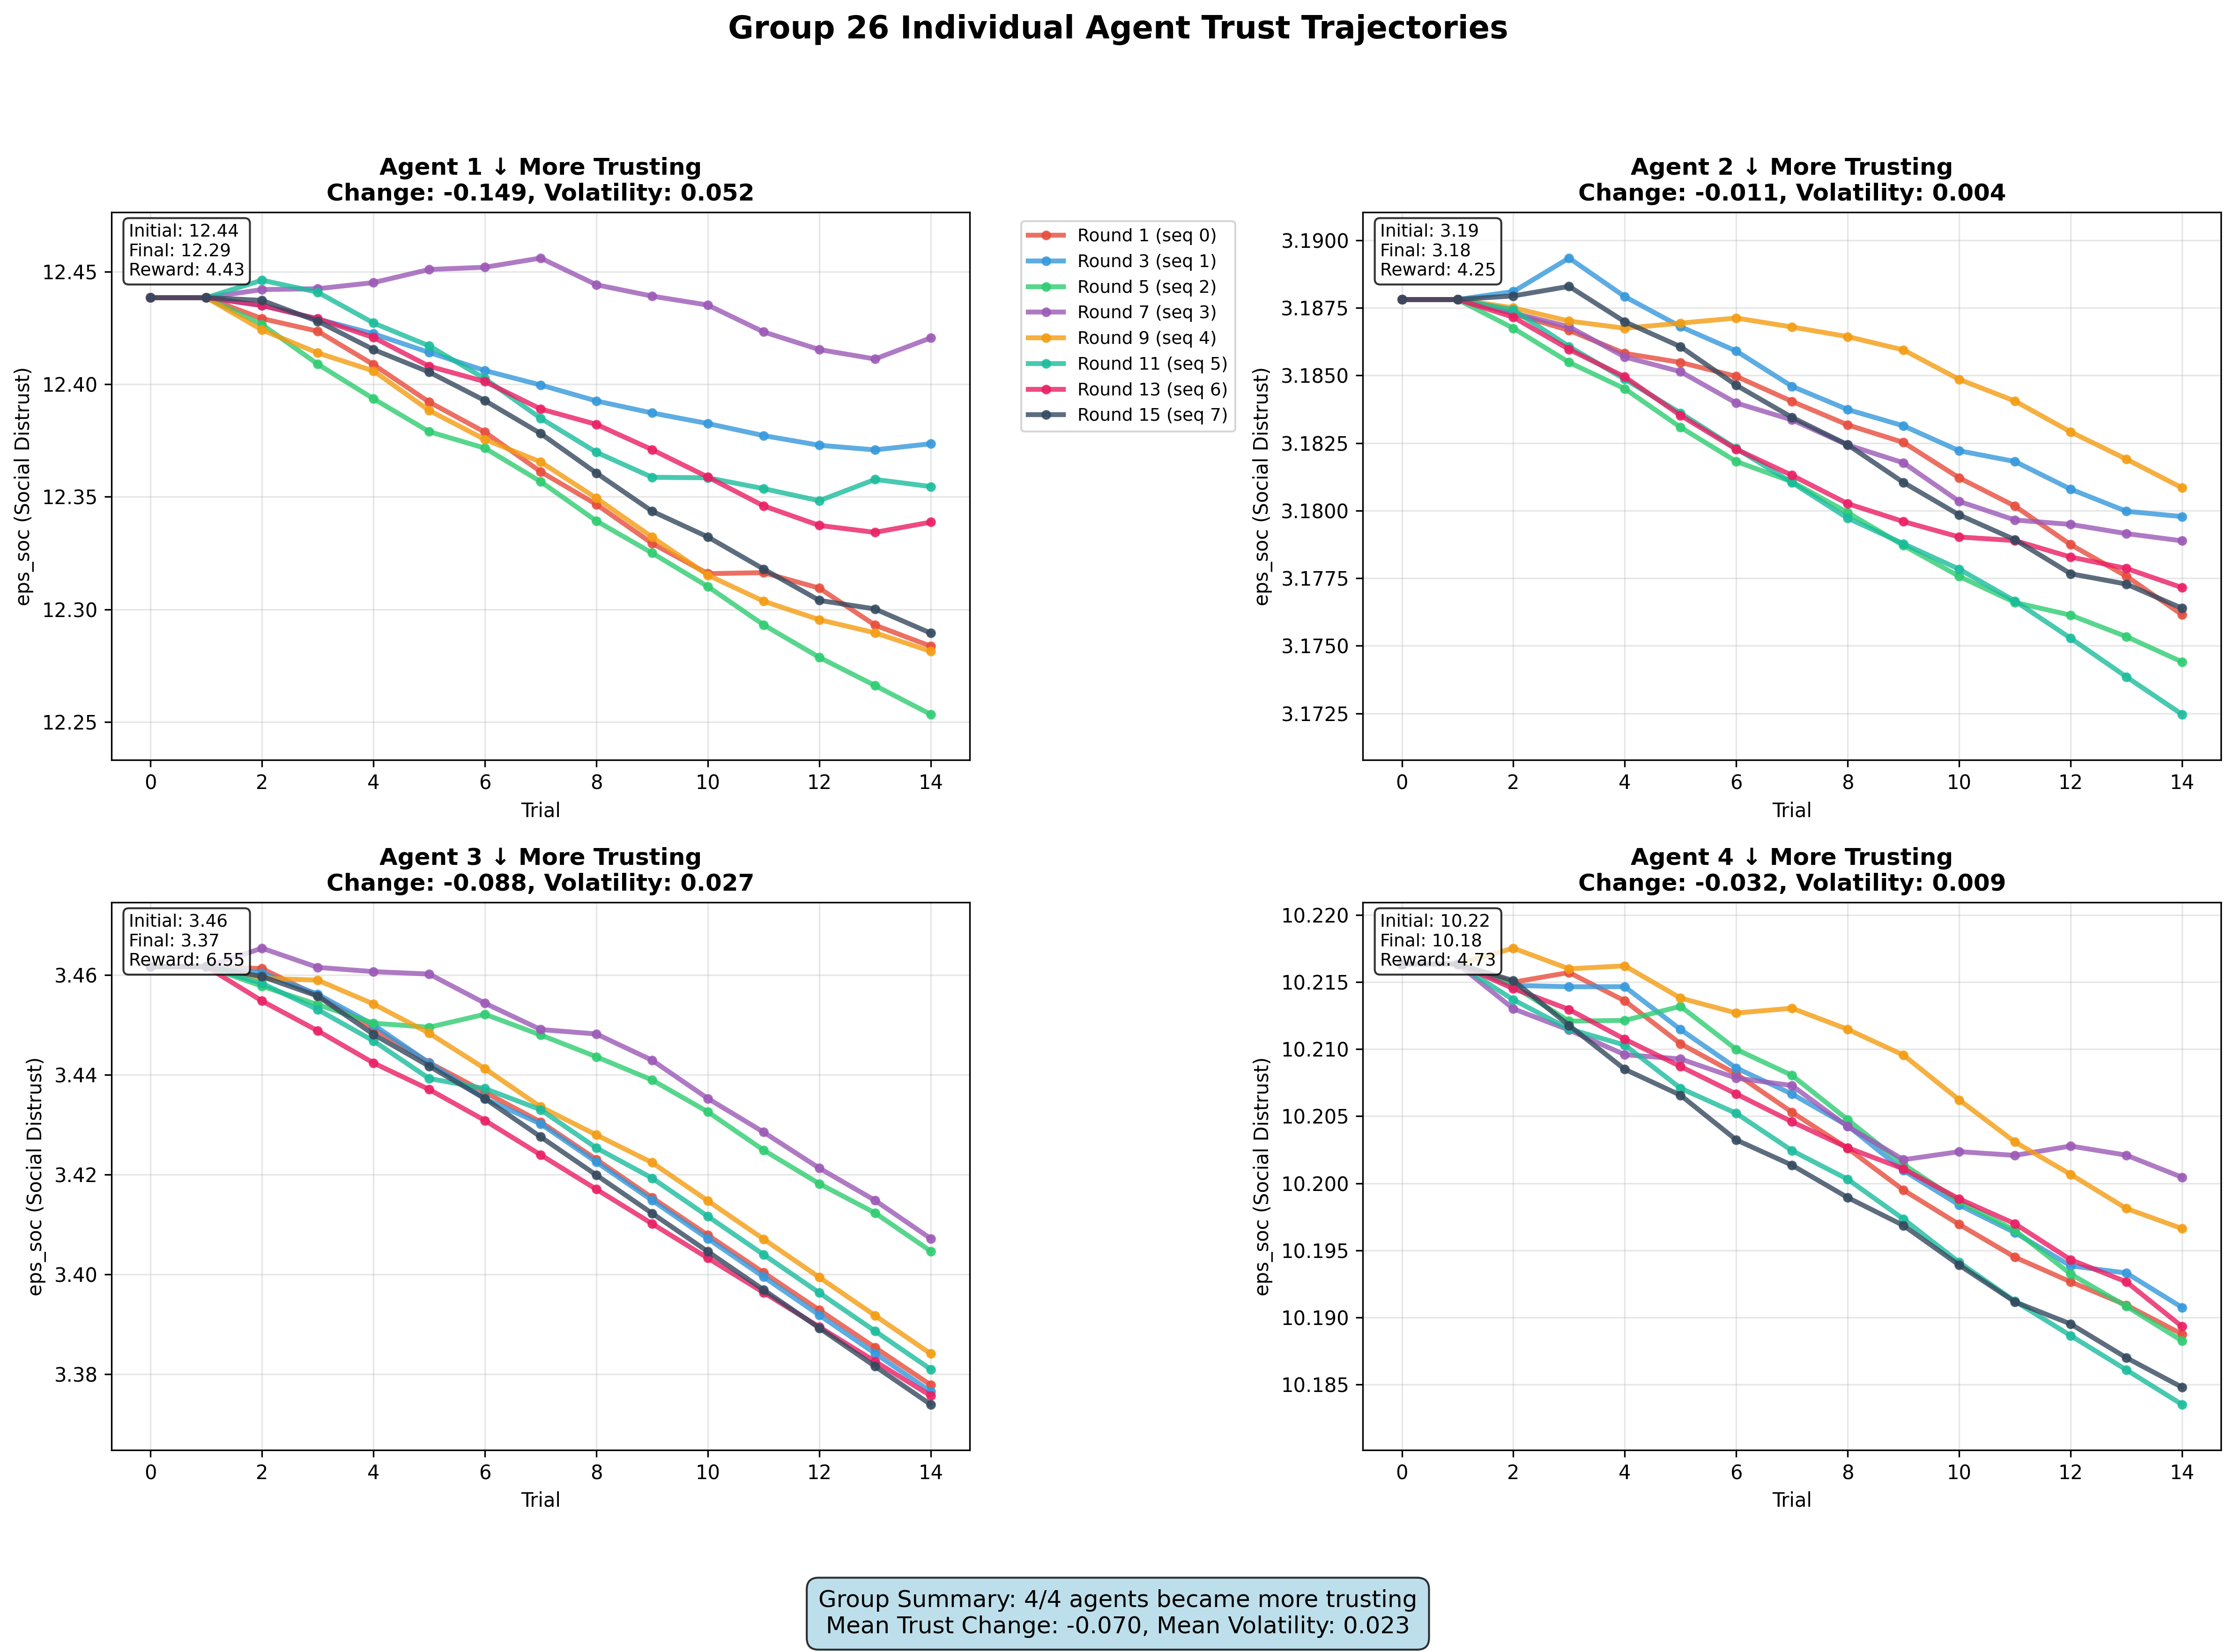 Group 26 Individual Agent Trust Trajectories
Agent 1 ↓ More Trusting
Change: -0.149, Volatility: 0.052
Initial: 12.44
Final: 12.29
Reward: 4.43
eps_soc (Social Distrust)
12.45
12.40
12.35
12.30
12.25
0 2 4 6 8 10 12 14
Trial
Round 1 (seq 0)
Round 3 (seq 1)
Round 5 (seq 2)
Round 7 (seq 3)
Round 9 (seq 4)
Round 11 (seq 5)
Round 13 (seq 6)
Round 15 (seq 7)
Agent 2 ↓ More Trusting
Change: -0.011, Volatility: 0.004
Initial: 3.19
Final: 3.18
Reward: 4.25
eps_soc (Social Distrust)
3.1900
3.1875
3.1850
3.1825
3.1800
3.1775
3.1750
3.1725
0 2 4 6 8 10 12 14
Trial
Agent 3 ↓ More Trusting
Change: -0.088, Volatility: 0.027
Initial: 3.46
Final: 3.37
Reward: 6.55
eps_soc (Social Distrust)
3.46
3.44
3.42
3.40
3.38
0 2 4 6 8 10 12 14
Trial
Agent 4 ↓ More Trusting
Change: -0.032, Volatility: 0.009
Initial: 10.22
Final: 10.18
Reward: 4.73
eps_soc (Social Distrust)
10.220
10.215
10.210
10.205
10.200
10.195
10.190
10.185
0 2 4 6 8 10 12 14
Trial
Group Summary: 4/4 agents became more trusting
Mean Trust Change: -0.070, Mean Volatility: 0.023